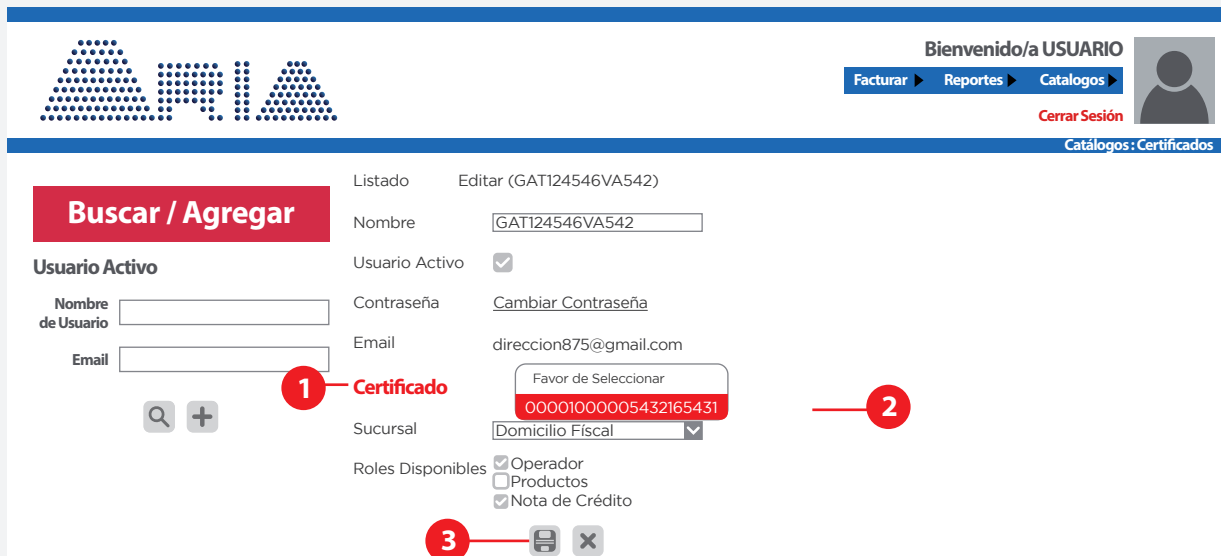 ARIA
Bienvenido/a USUARIO
Facturar Reportes Catalogos
Cerrar Sesión
Catálogos : Certificados
Buscar / Agregar
Usuario Activo
Nombre
de Usuario
Email
Listado Editar (GAT124546VA542)
Nombre GAT124546VA542
Usuario Activo
Contraseña Cambiar Contraseña
Email direccion875@gmail.com
Favor de Seleccionar
1 Certificado
00001000005432165431 2
Sucursal Domicilio Físcal
Roles Disponibles Operador
Productos
Nota de Crédito
3